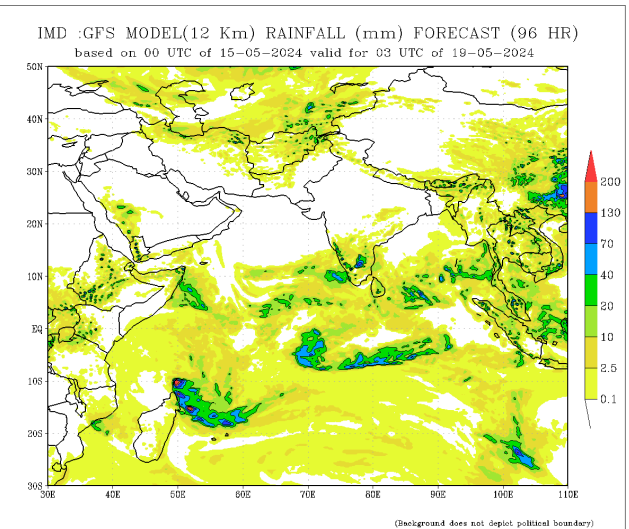 IMD :GFS MODEL(12 Km) RAINFALL (mm) FORECAST (96 HR)
based on 00 UTC of 15-05-2024 valid for 03 UTC of 19-05-2024
50N
40N
30N
20N
10N
EQ
10S
20S
30S
30E 40E 50E 60E 70E 80E 90E 100E 110E
200
130
70
40
20
10
2.5
0.1
(Background does not depict political boundary)